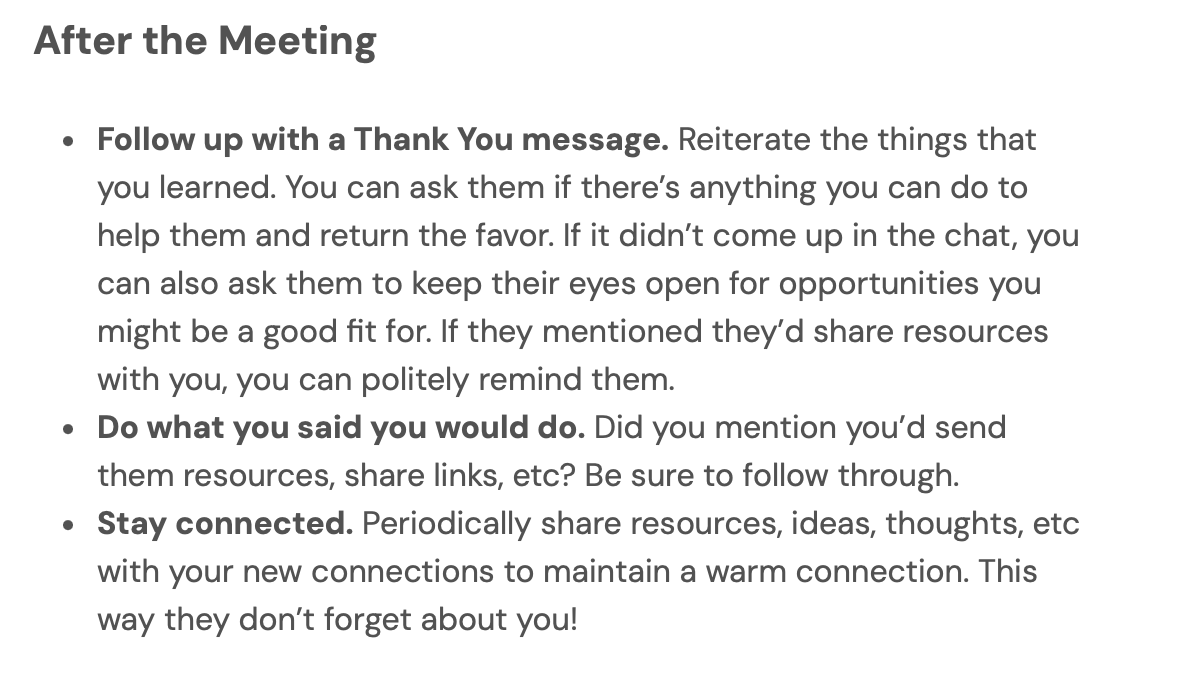 After the Meeting
• Follow up with a Thank You message. Reiterate the things that
you learned. You can ask them if there’s anything you can do to
help them and return the favor. If it didn’t come up in the chat, you
can also ask them to keep their eyes open for opportunities you
might be a good fit for. If they mentioned they’d share resources
with you, you can politely remind them.
• Do what you said you would do. Did you mention you’d send
them resources, share links, etc? Be sure to follow through.
• Stay connected. Periodically share resources, ideas, thoughts, etc
with your new connections to maintain a warm connection. This
way they don’t forget about you!